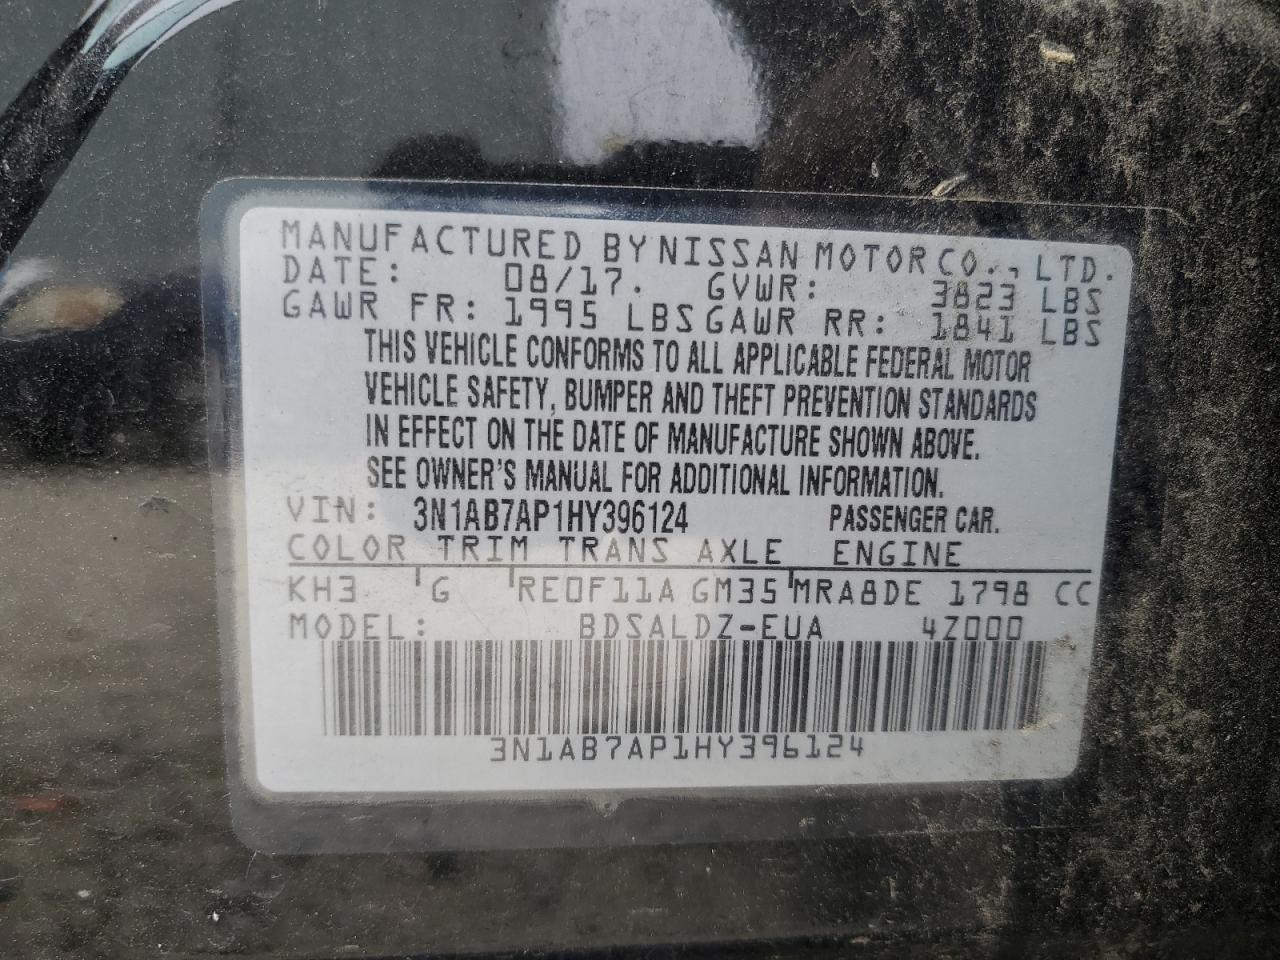 MANUFACTURED BY NISSAN MOTOR CO., LTD.
DATE: 08/17. GVWR: 3823 LBS
GAWR FR: 1995 LBS GAWR RR: 1841 LBS
THIS VEHICLE CONFORMS TO ALL APPLICABLE FEDERAL MOTOR
VEHICLE SAFETY, BUMPER AND THEFT PREVENTION STANDARDS
IN EFFECT ON THE DATE OF MANUFACTURE SHOWN ABOVE.
SEE OWNER'S MANUAL FOR ADDITIONAL INFORMATION.
VIN: 3N1AB7AP1HY396124 PASSENGER CAR.
COLOR TRIM TRANS AXLE ENGINE
KH3 G RE0F11A GM35 MRA8DE 1798 CC
MODEL: BDSALDZ-EUA 4Z000
3N1AB7AP1HY396124